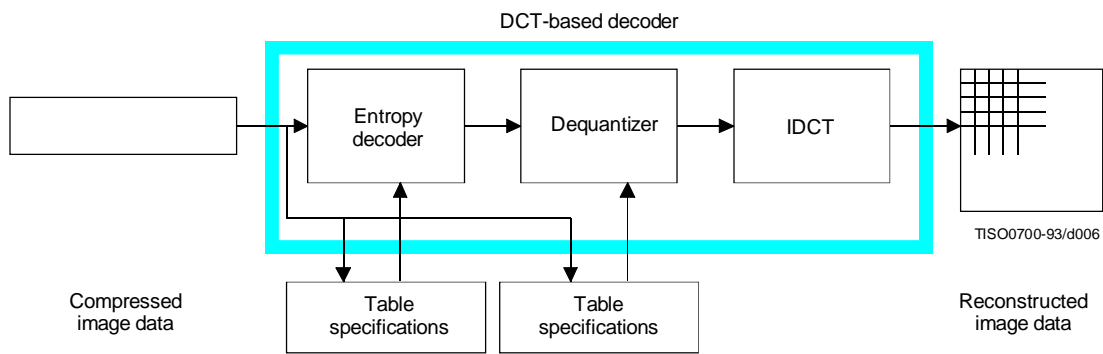 DCT-based decoder
Entropy
decoder
Dequantizer
IDCT
TISO0700-93/d006
Compressed
image data
Table
specifications
Table
specifications
Reconstructed
image data